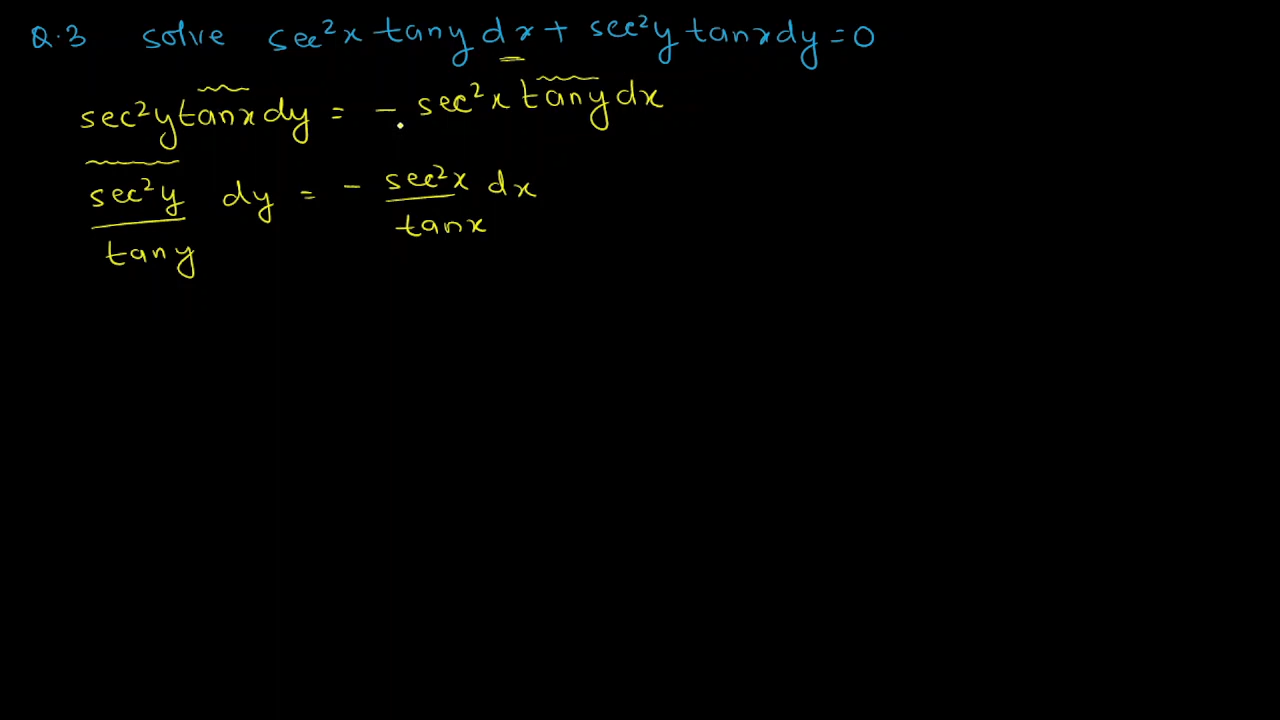 Q.3 solve sec²x tany dx + sec²y tanx dy = 0
sec²y tanx dy = - sec²x tany dx
sec²y/tany dy = - sec²x/tanx dx